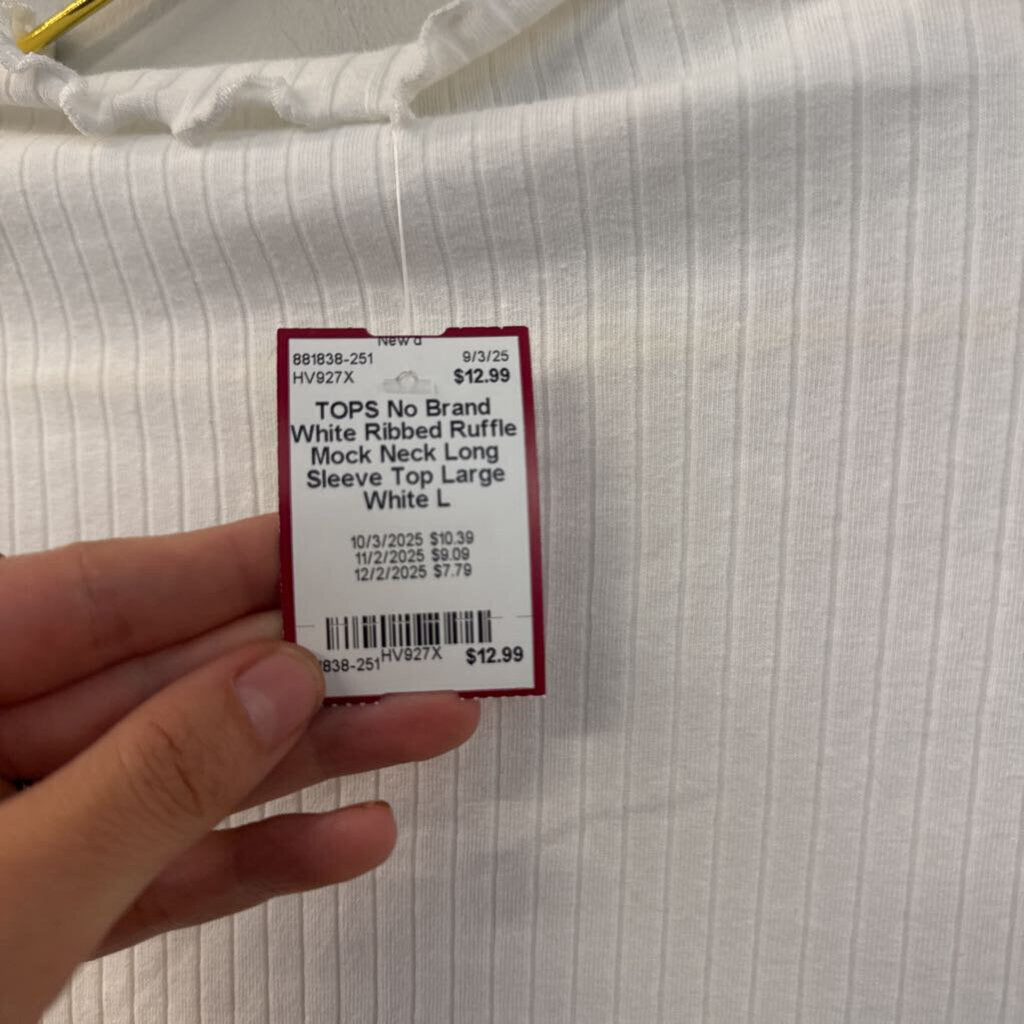 New'd
881838-251 9/3/25
HV927X $12.99
TOPS No Brand
White Ribbed Ruffle
Mock Neck Long
Sleeve Top Large
White L
10/3/2025 $10.39
11/2/2025 $9.09
12/2/2025 $7.79
838-251 HV927X $12.99